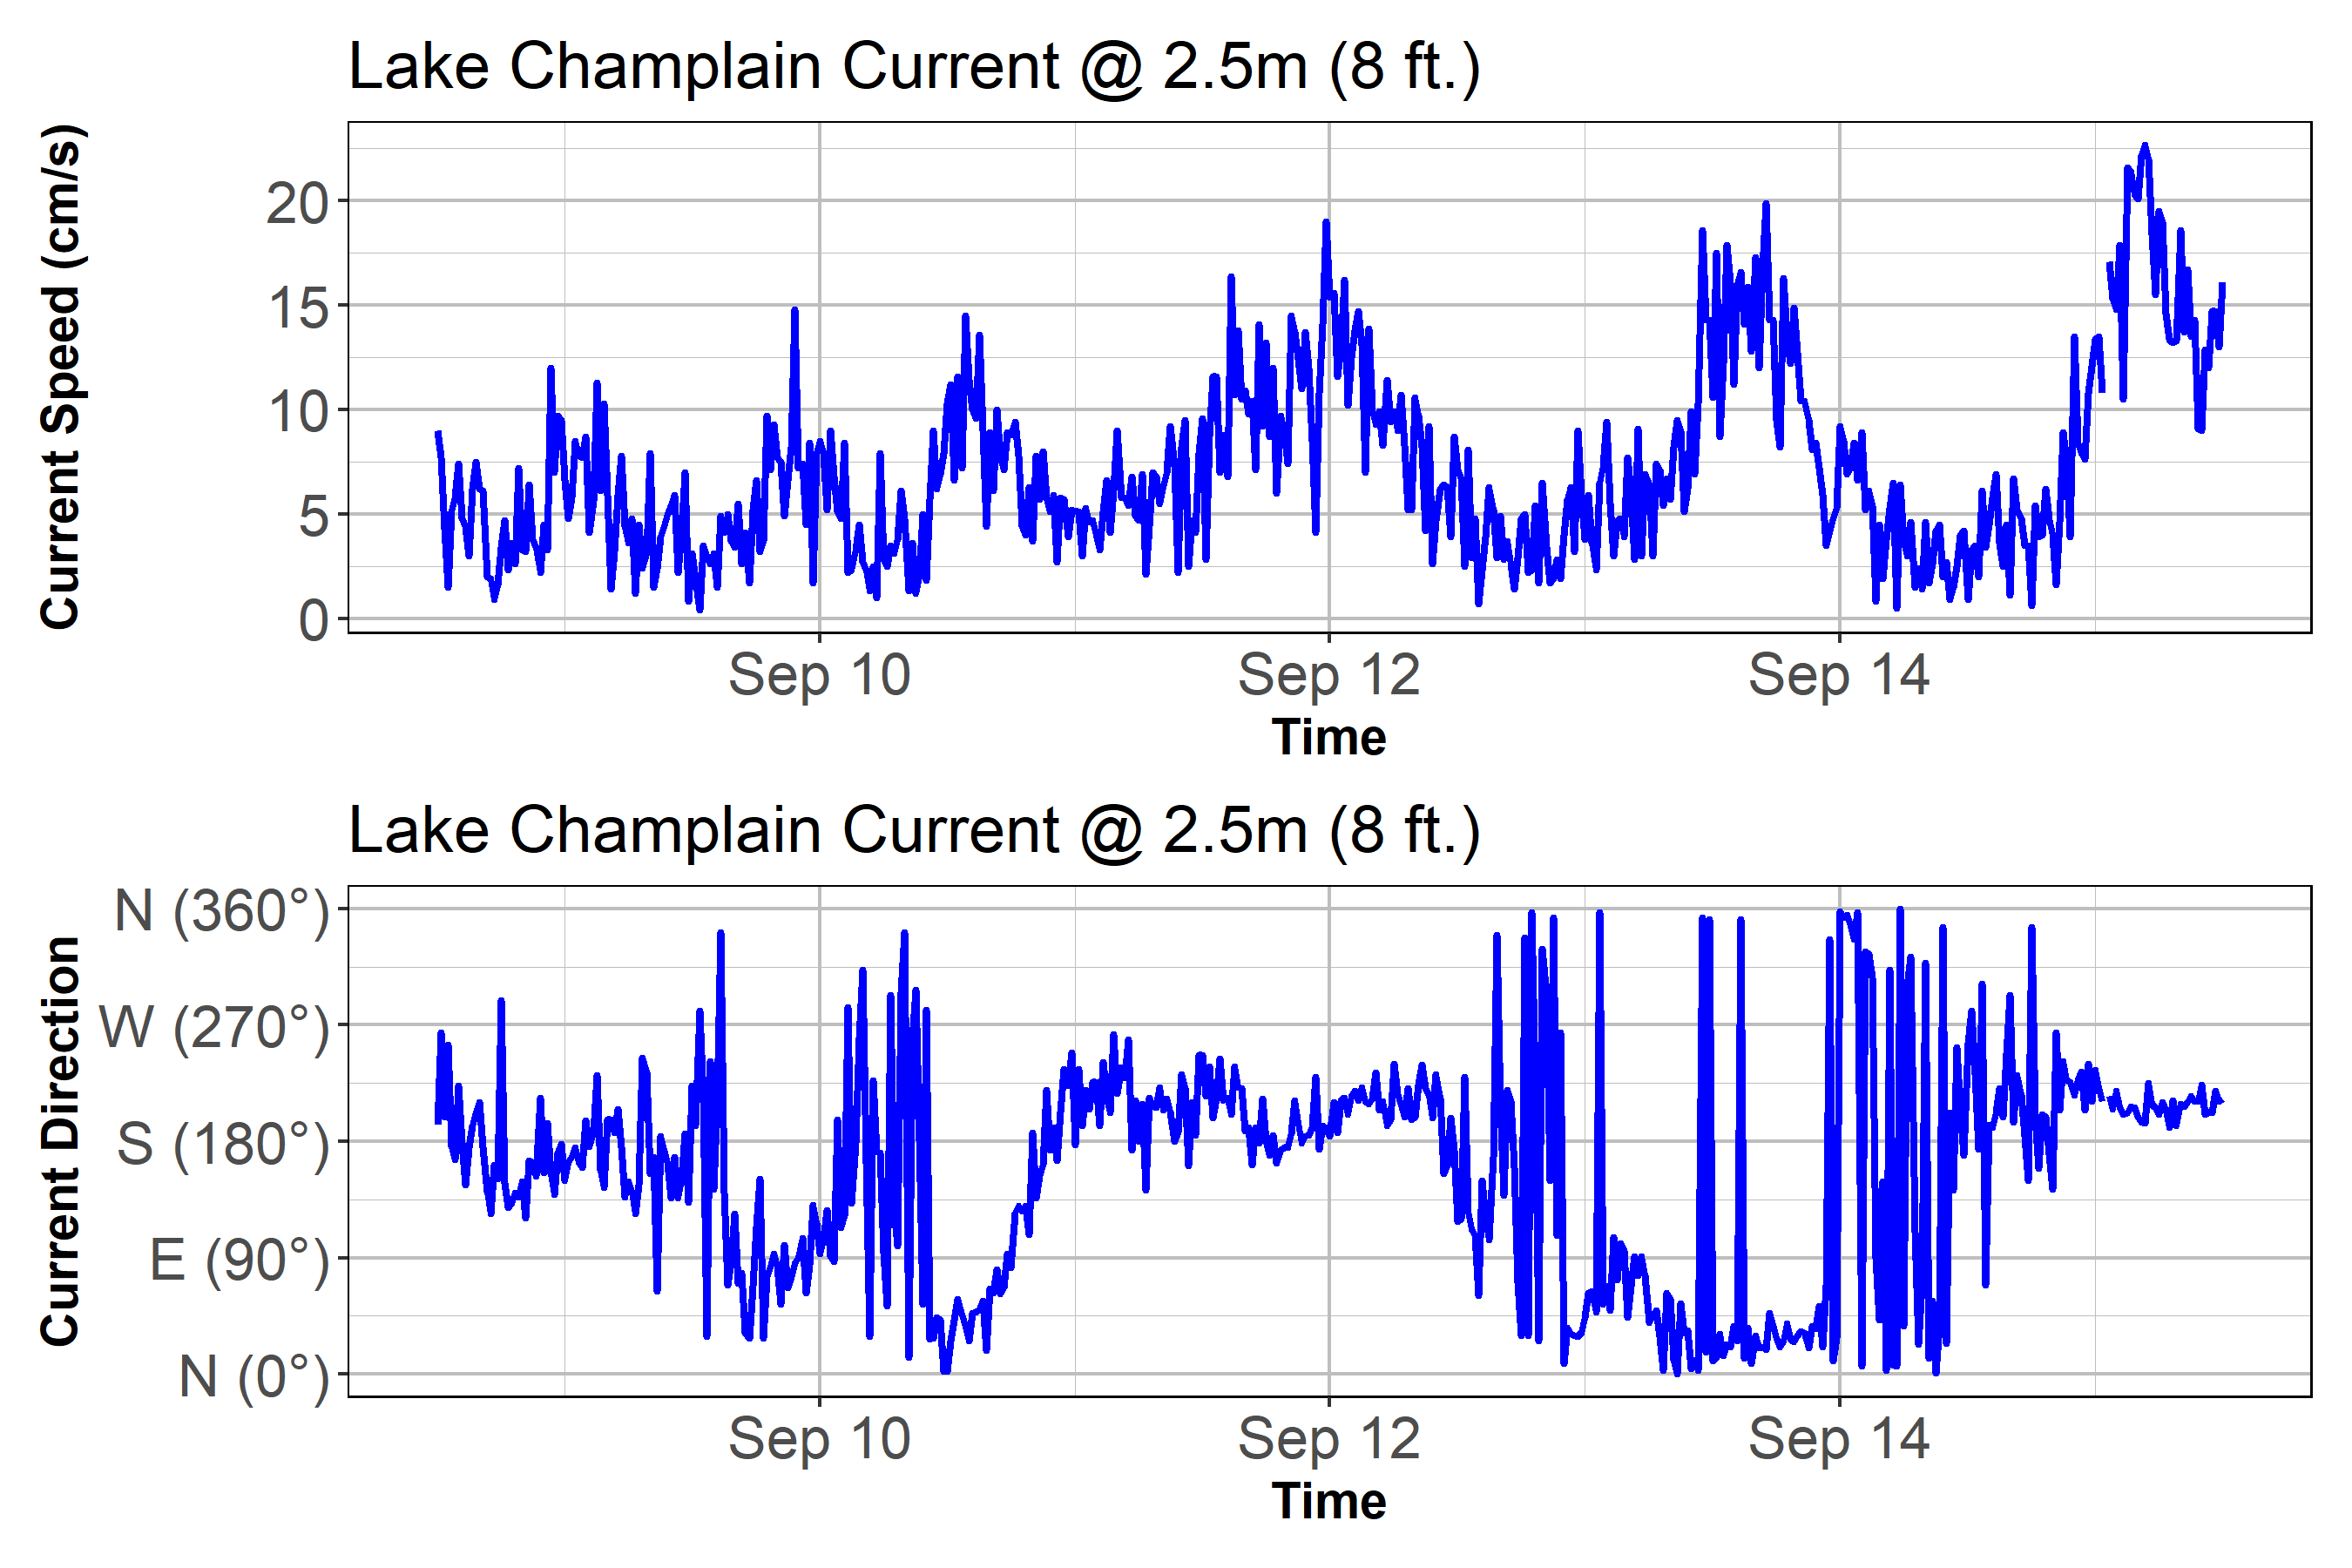 Lake Champlain Current @ 2.5m (8 ft.)
Current Speed (cm/s)
20
15
10
5
0
Sep 10 Sep 12 Sep 14
Time
Lake Champlain Current @ 2.5m (8 ft.)
Current Direction
N (360°)
W (270°)
S (180°)
E (90°)
N (0°)
Sep 10 Sep 12 Sep 14
Time